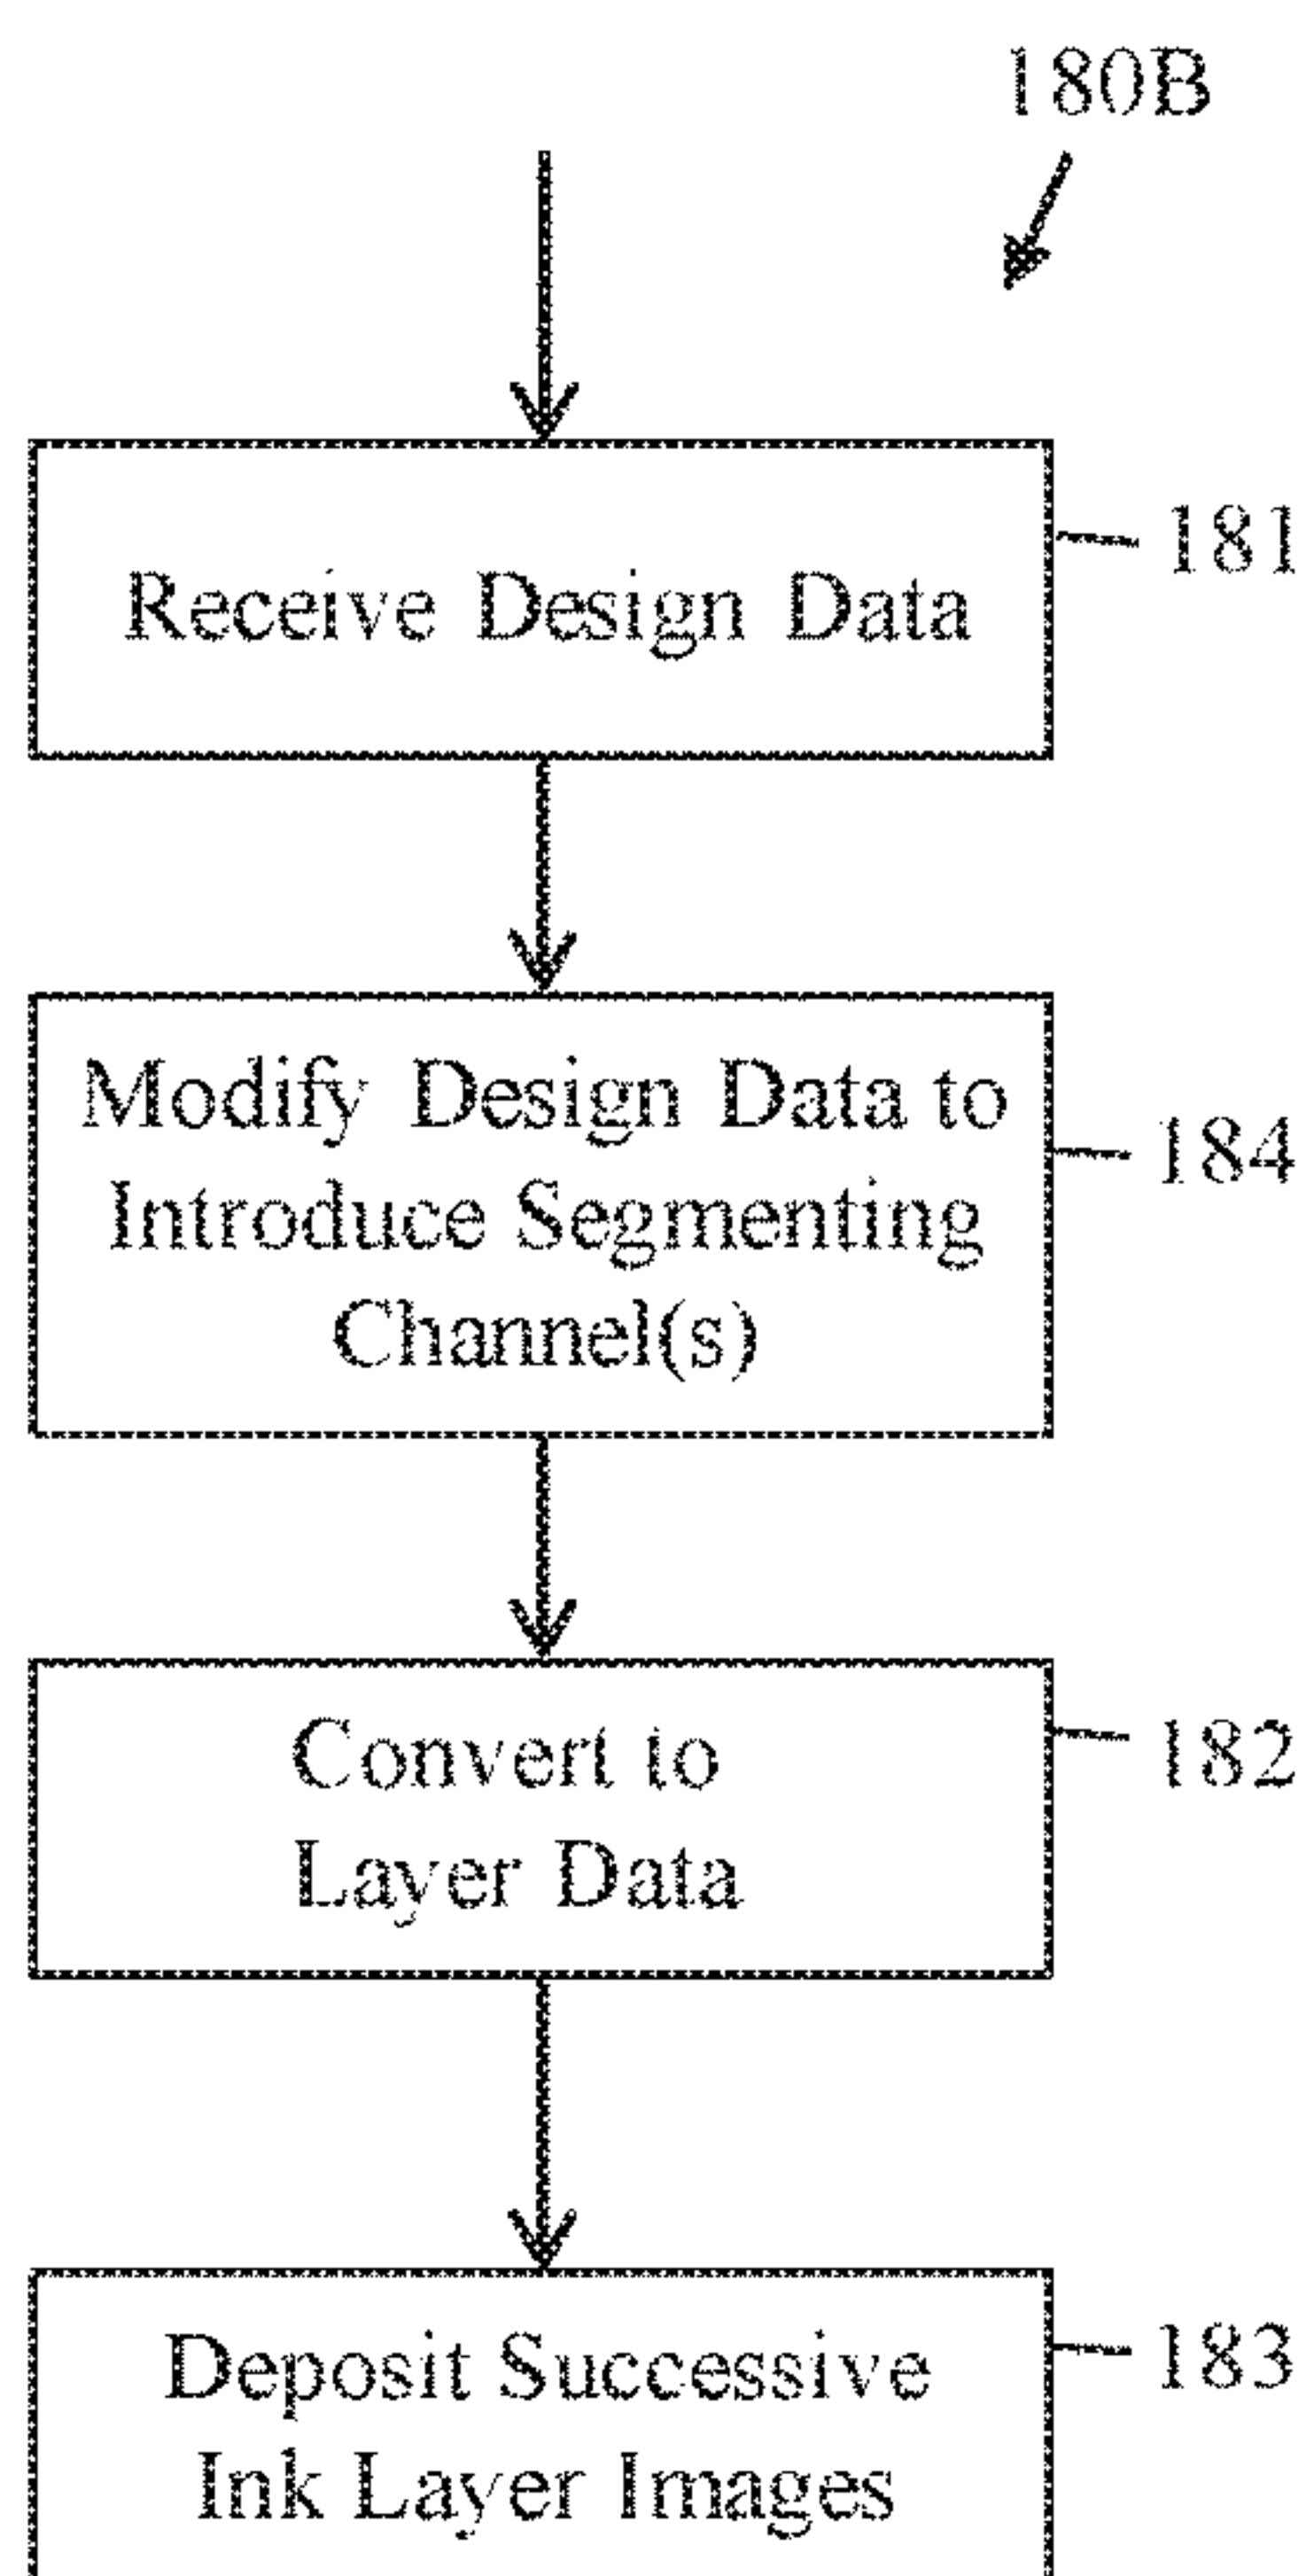 180B
Receive Design Data
181
Modify Design Data to
Introduce Segmenting
Channel(s)
184
Convert to
Layer Data
182
Deposit Successive
Ink Layer Images
183